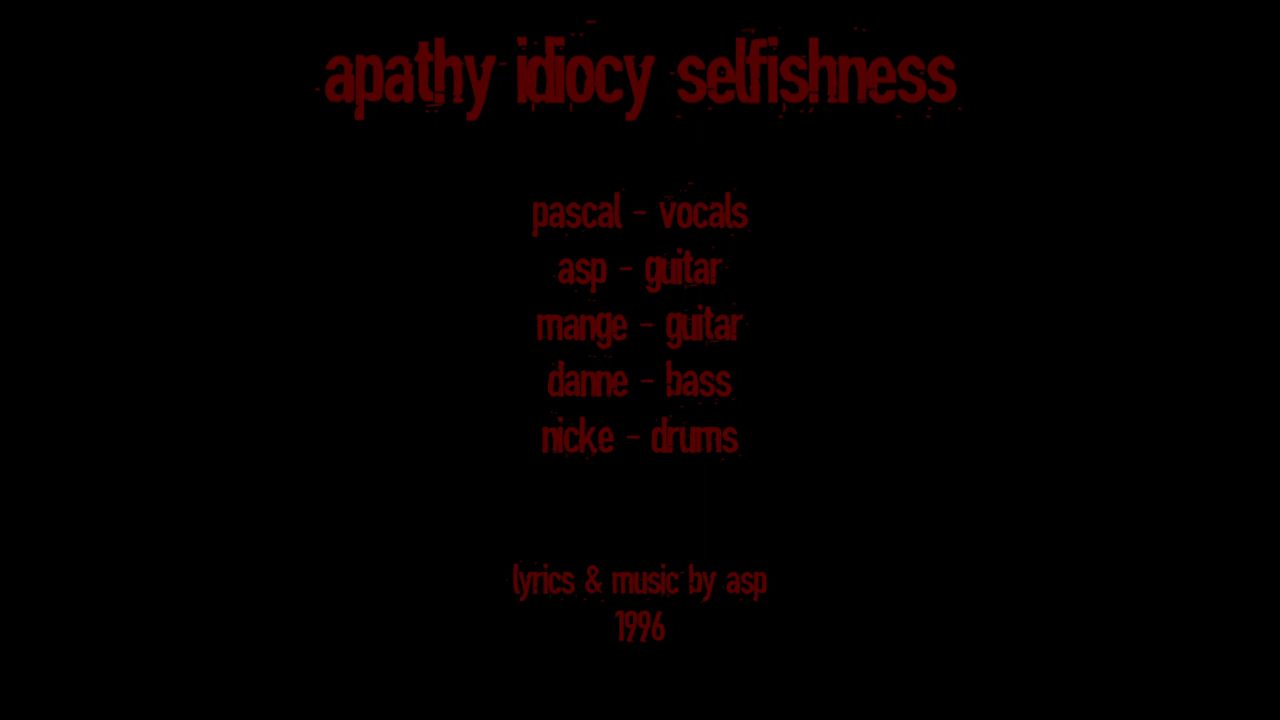 apathy idiocy selfishness
pascal - vocals
asp - guitar
mange - guitar
danne - bass
nicke - drums
lyrics & music by asp
1996